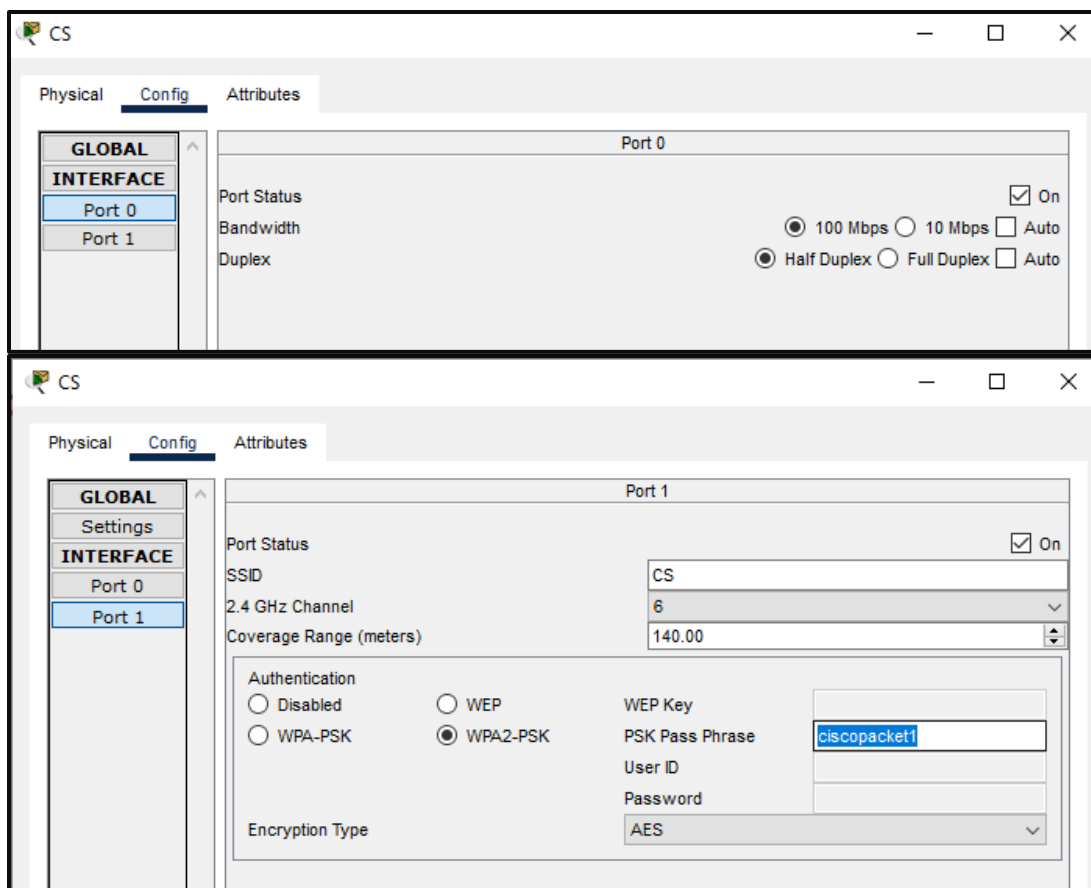 CS
Physical Config Attributes
GLOBAL
INTERFACE
Port 0
Port 1
Port 0
Port Status On
Bandwidth 100 Mbps 10 Mbps Auto
Duplex Half Duplex Full Duplex Auto
CS
Physical Config Attributes
GLOBAL
Settings
INTERFACE
Port 0
Port 1
Port 1
Port Status On
SSID CS
2.4 GHz Channel 6
Coverage Range (meters) 140.00
Authentication
Disabled WEP WEP Key
WPA-PSK WPA2-PSK PSK Pass Phrase ciscopacket1
User ID
Password
Encryption Type AES